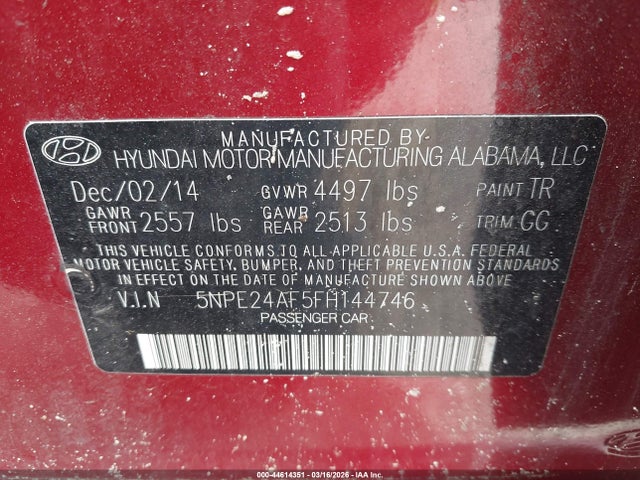 MANUFACTURED BY
HYUNDAI MOTOR MANUFACTURING ALABAMA, LLC
Dec/02/14 GVWR 4497 lbs PAINT TR
GAWR FRONT 2557 lbs GAWR REAR 2513 lbs TRIM GG
THIS VEHICLE CONFORMS TO ALL APPLICABLE U.S.A. FEDERAL
MOTOR VEHICLE SAFETY, BUMPER, AND THEFT PREVENTION STANDARDS
IN EFFECT ON THE DATE OF MANUFACTURE SHOWN ABOVE
V.I.N 5NPE24AF5FH144746
PASSENGER CAR
000-44614351 | 03/16/2026 | IAA Inc.